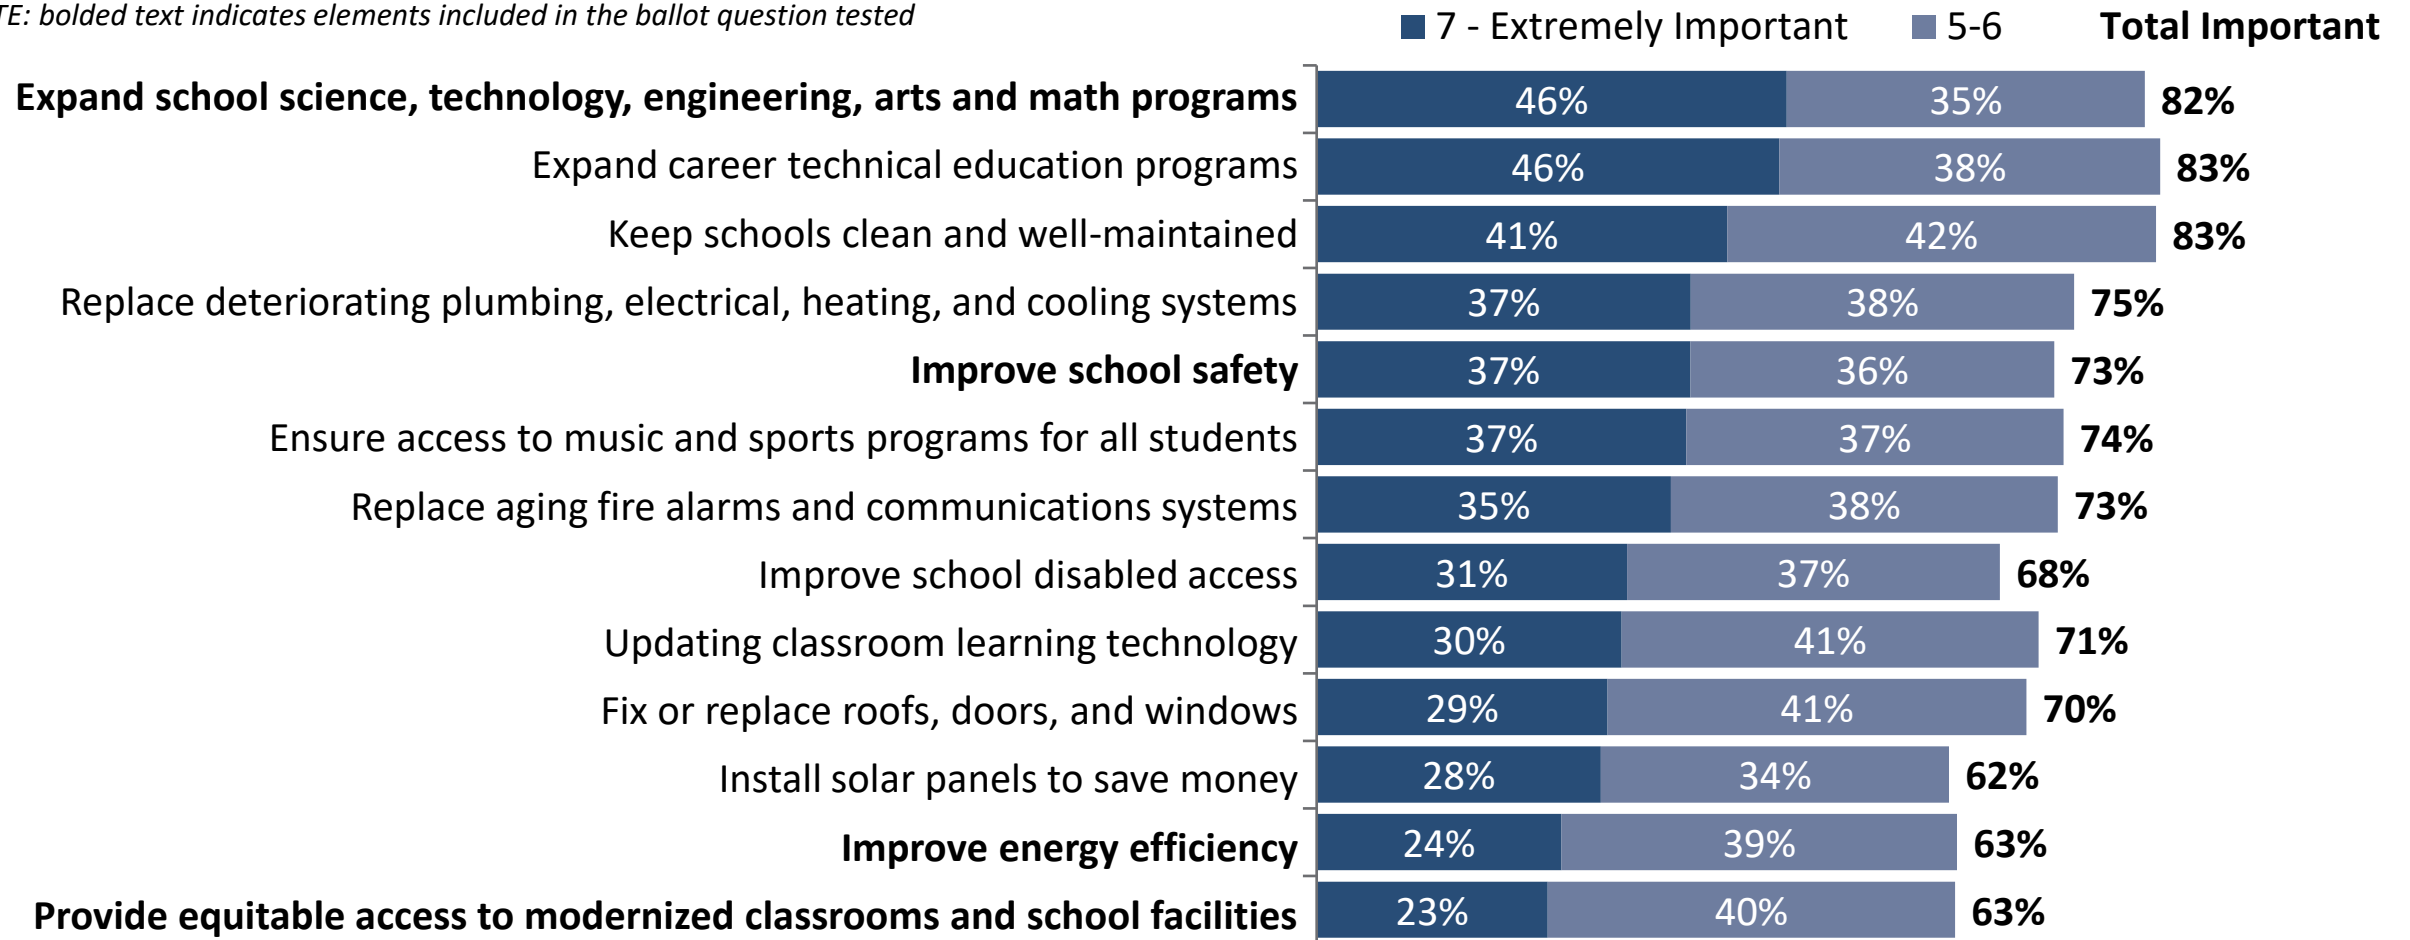 TE: bolded text indicates elements included in the ballot question tested
7 - Extremely Important 5-6 Total Important
Expand school science, technology, engineering, arts and math programs 46% 35% 82%
Expand career technical education programs 46% 38% 83%
Keep schools clean and well-maintained 41% 42% 83%
Replace deteriorating plumbing, electrical, heating, and cooling systems 37% 38% 75%
Improve school safety 37% 36% 73%
Ensure access to music and sports programs for all students 37% 37% 74%
Replace aging fire alarms and communications systems 35% 38% 73%
Improve school disabled access 31% 37% 68%
Updating classroom learning technology 30% 41% 71%
Fix or replace roofs, doors, and windows 29% 41% 70%
Install solar panels to save money 28% 34% 62%
Improve energy efficiency 24% 39% 63%
Provide equitable access to modernized classrooms and school facilities 23% 40% 63%